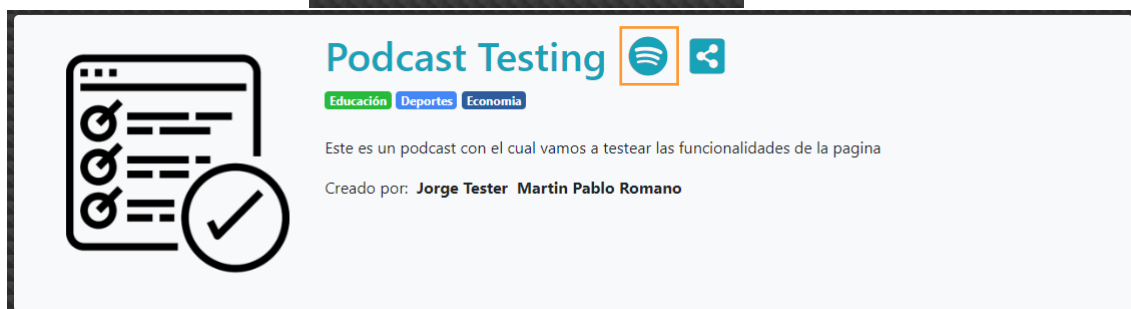 Podcast Testing
Educación Deportes Economia
Este es un podcast con el cual vamos a testear las funcionalidades de la pagina
Creado por: Jorge Tester Martin Pablo Romano